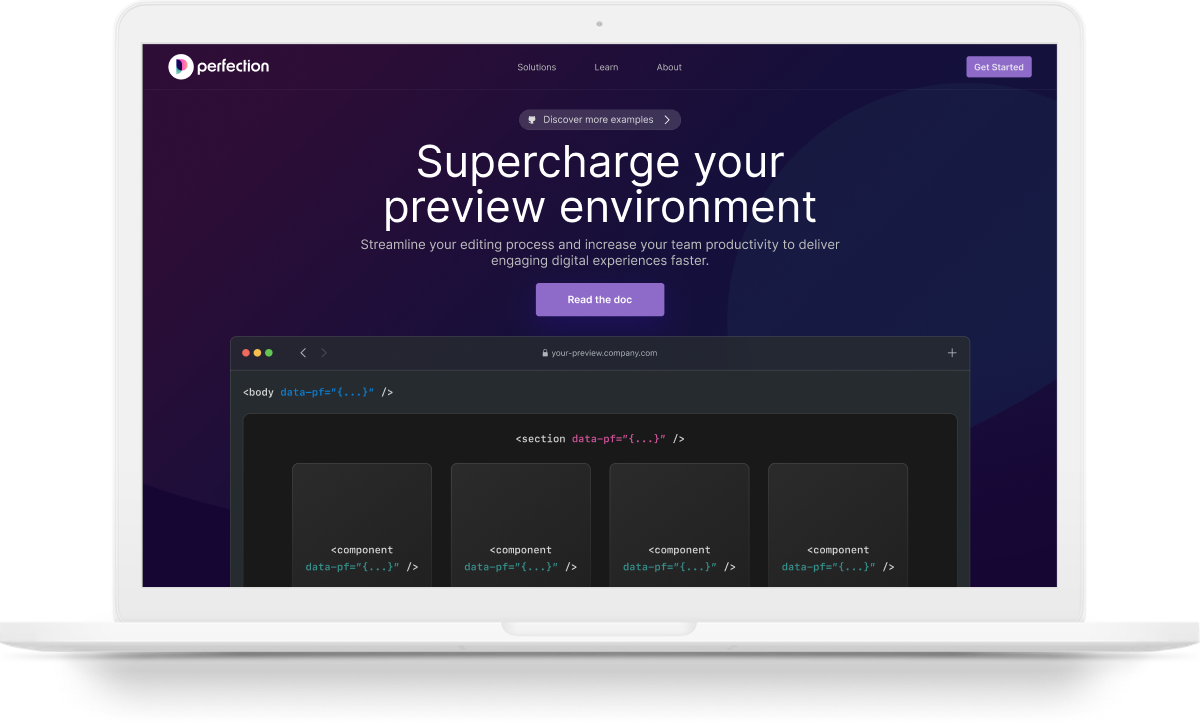 perfection
Solutions
Learn
About
Get Started
Discover more examples
Supercharge your
preview environment
Streamline your editing process and increase your team productivity to deliver
engaging digital experiences faster.
Read the doc
your-preview.company.com
<body data-pf="{...}" />
<section data-pf="{...}" />
<component
data-pf="{...}" />
<component
data-pf="{...}" />
<component
data-pf="{...}" />
<component
data-pf="{...}" />